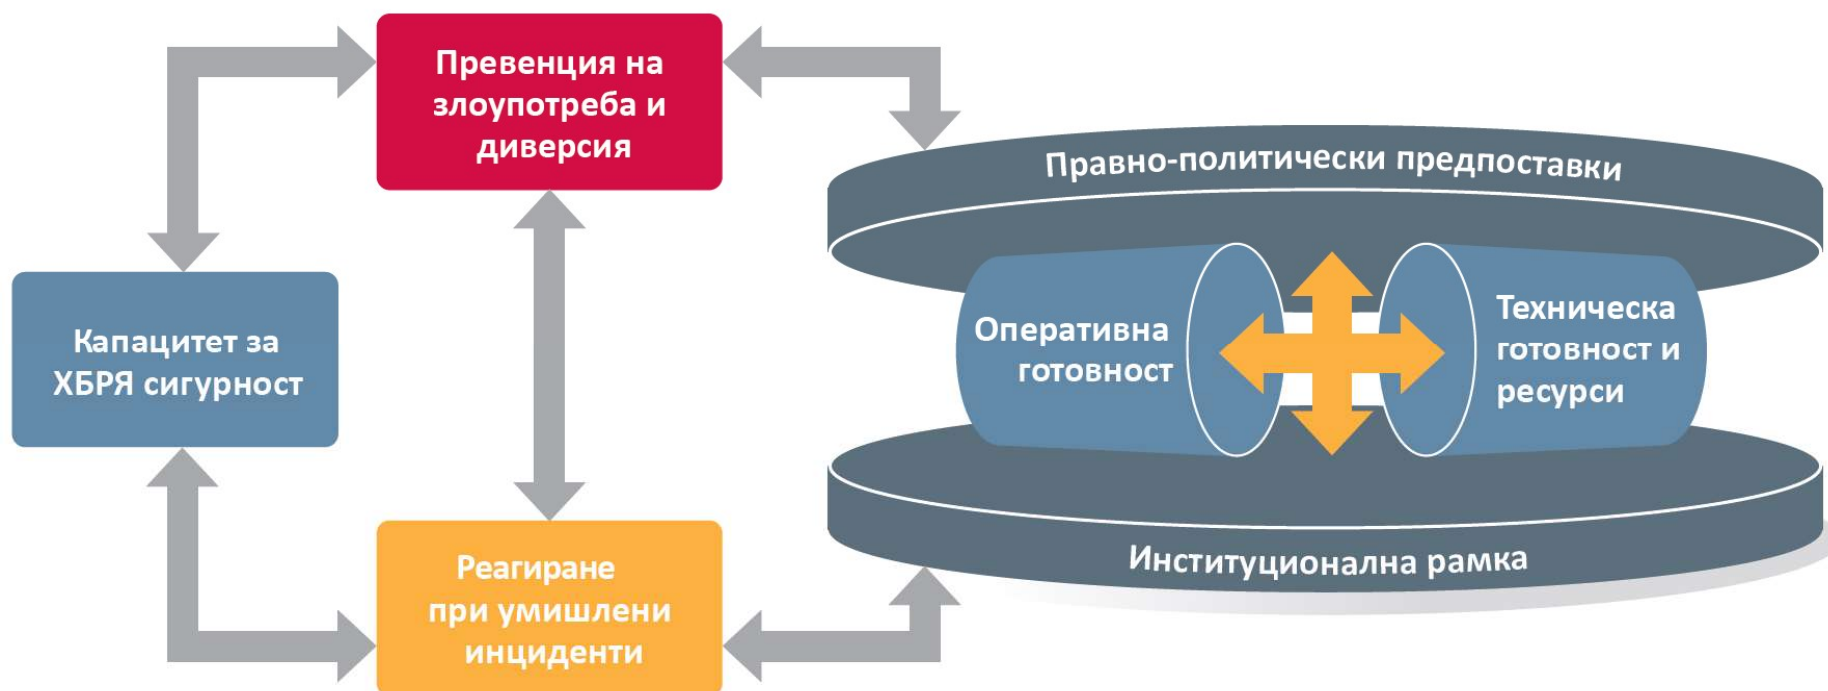 Превенция на
злоупотреба и
диверсия
Правно-политически предпоставки
Капацитет за
ХБРЯ сигурност
Оперативна
готовност
Техническа
готовност и
ресурси
Реагиране
при умишлени
инциденти
Институционална рамка